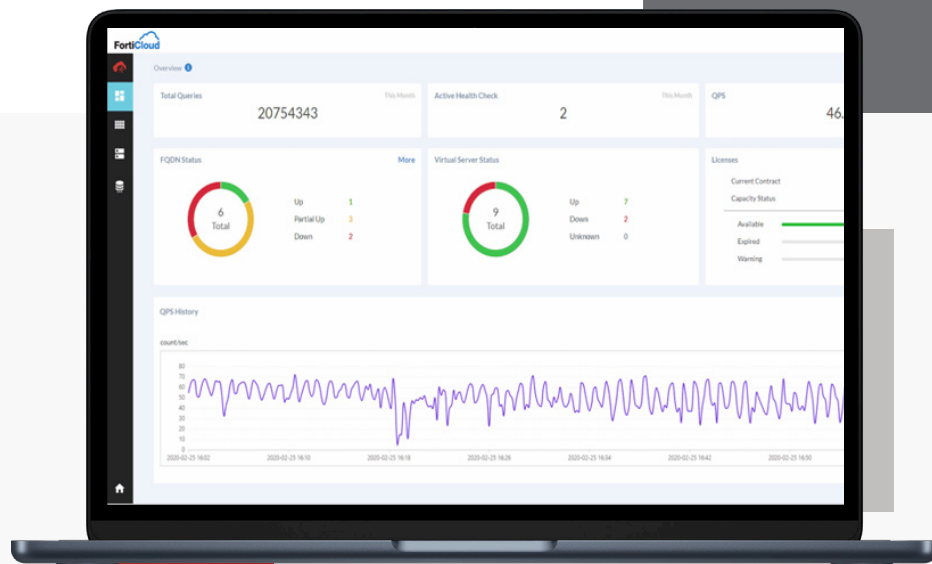 FortiCloud
Overview
Total Queries This Month
20754343
Active Health Check This Month
2
QPS
46.
FQDN Status More
6
Total
Up 1
Partial Up 3
Down 2
Virtual Server Status
9
Total
Up 7
Down 2
Unknown 0
Licenses
Current Contract
Capacity Status
Available
Expired
Warning
QPS History
count/sec
80
70
60
50
40
30
20
10
0
2020-02-25 16:02 2020-02-25 16:10 2020-02-25 16:18 2020-02-25 16:26 2020-02-25 16:34 2020-02-25 16:42 2020-02-25 16:50